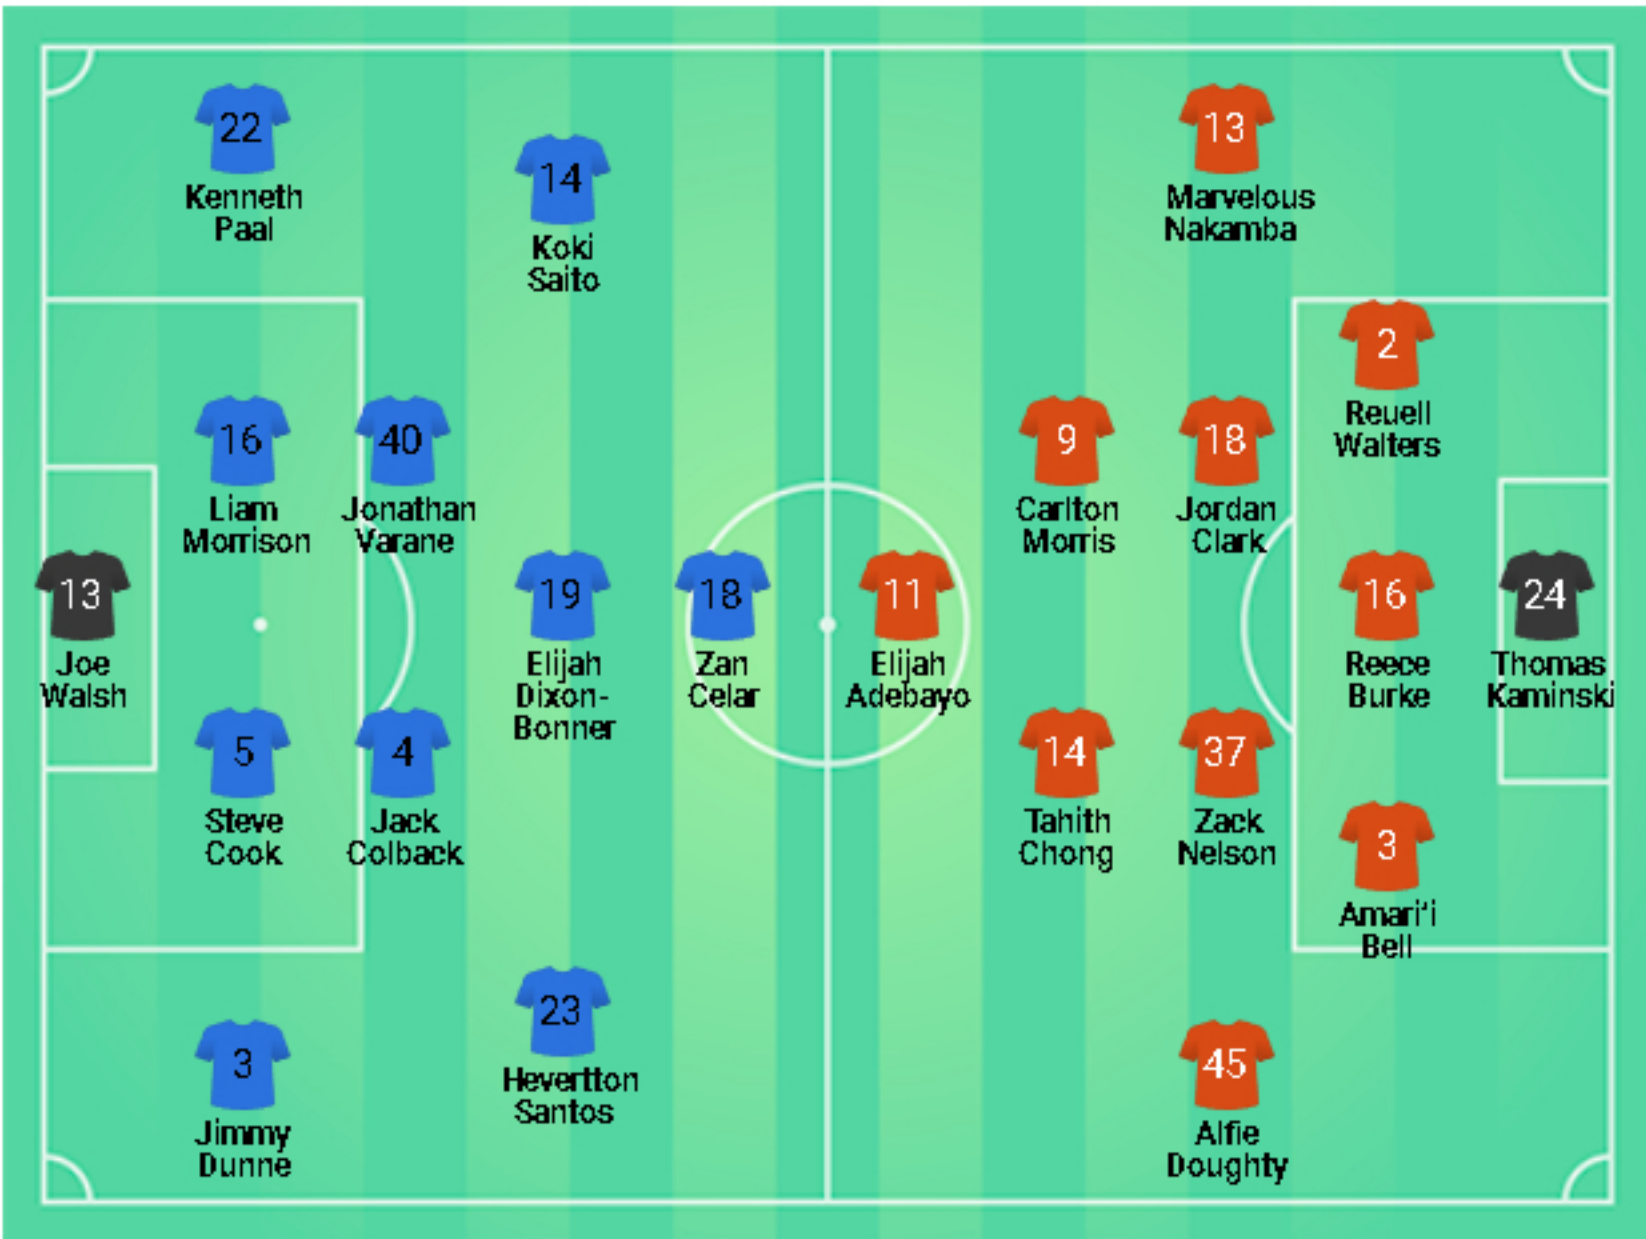 22
Kenneth
Paal
14
Koki
Saito
16
Liam
Morrison
40
Jonathan
Varane
13
Joe
Walsh
19
Elijah
Dixon-
Bonner
18
Zan
Celar
5
Steve
Cook
4
Jack
Colback
23
Hevertton
Santos
3
Jimmy
Dunne
13
Marvelous
Nakamba
2
Reuell
Walters
9
Carlton
Morris
18
Jordan
Clark
11
Elijah
Adebayo
16
Reece
Burke
24
Thomas
Kaminski
14
Tahith
Chong
37
Zack
Nelson
3
Amari'i
Bell
45
Alfie
Doughty